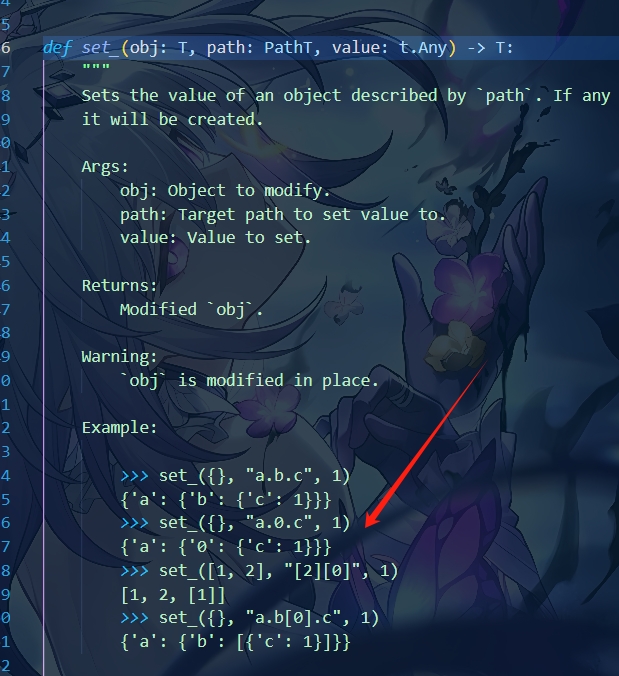 4
5
6 def set_(obj: T, path: PathT, value: t.Any) -> T:
7 """
8 Sets the value of an object described by `path`. If any
9 it will be created.
0
1 Args:
2 obj: Object to modify.
3 path: Target path to set value to.
4 value: Value to set.
5
6 Returns:
7 Modified `obj`.
8
9 Warning:
0 `obj` is modified in place.
1
2 Example:
3
4 >>> set_({}, "a.b.c", 1)
5 {'a': {'b': {'c': 1}}}
6 >>> set_({}, "a.0.c", 1)
7 {'a': {'0': {'c': 1}}}
8 >>> set_([1, 2], "[2][0]", 1)
9 [1, 2, [1]]
0 >>> set_({}, "a.b[0].c", 1)
1 {'a': {'b': [{'c': 1}]}}
2